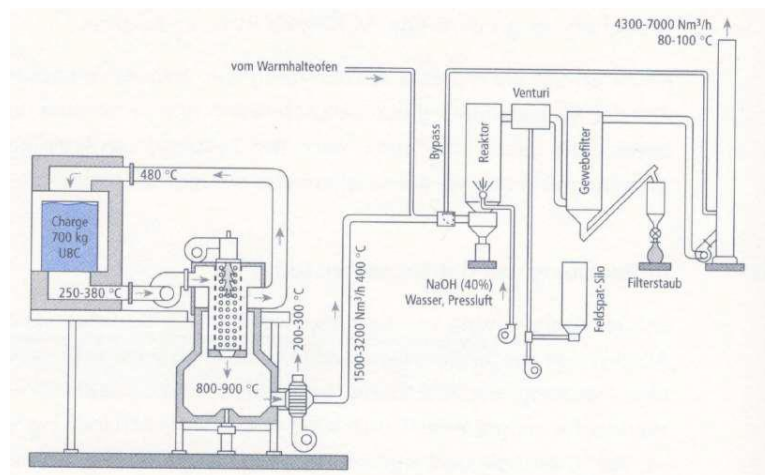 4300-7000 Nm³/h
80-100 °C
vom Warmhalteofen
Venturi
Bypass
Reaktor
Gewebefilter
480 °C
Charge
700 kg
UBC
250-380 °C
200-300 °C
1500-3200 Nm³/h 400 °C
NaOH (40%)
Wasser, Pressluft
Feldspat-Silo
Filterstaub
800-900 °C